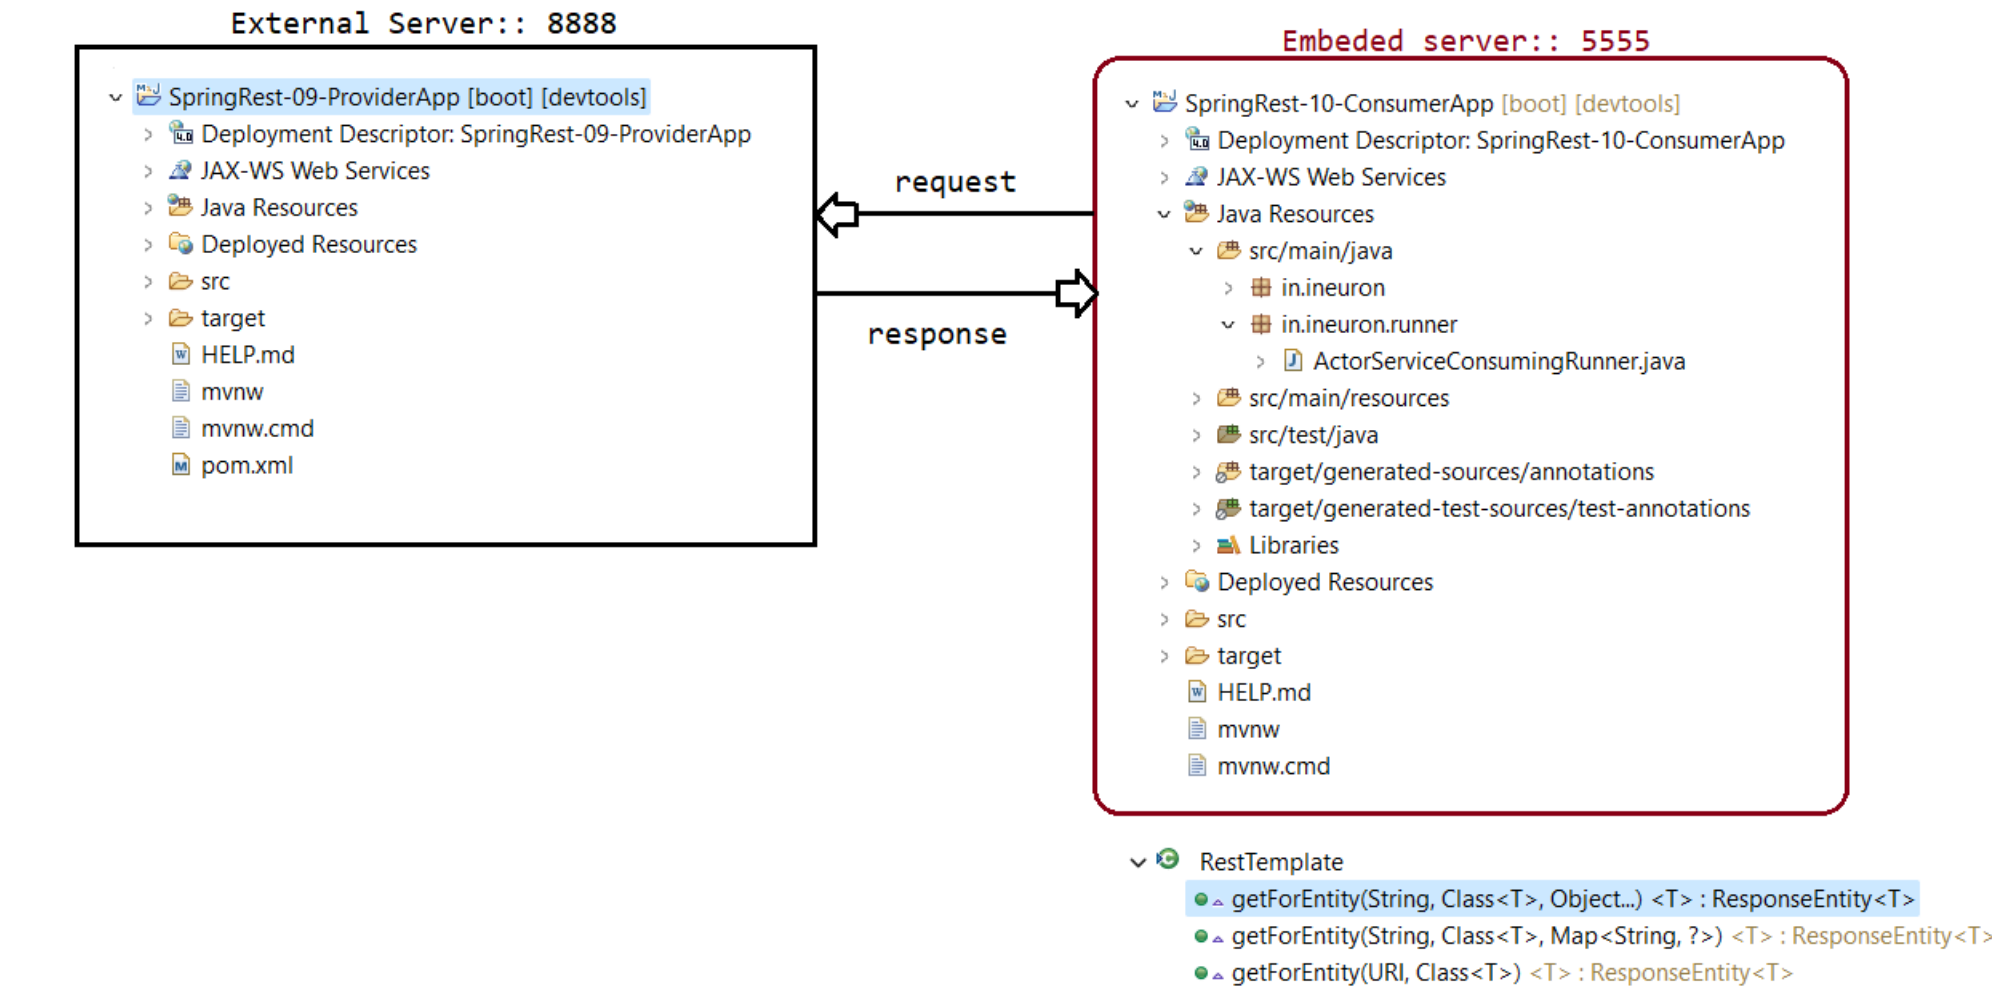 External Server:: 8888
SpringRest-09-ProviderApp [boot] [devtools]
Deployment Descriptor: SpringRest-09-ProviderApp
JAX-WS Web Services
Java Resources
Deployed Resources
src
target
HELP.md
mvnw
mvnw.cmd
pom.xml
request
response
Embeded server:: 5555
SpringRest-10-ConsumerApp [boot] [devtools]
Deployment Descriptor: SpringRest-10-ConsumerApp
JAX-WS Web Services
Java Resources
src/main/java
in.ineuron
in.ineuron.runner
ActorServiceConsumingRunner.java
src/main/resources
src/test/java
target/generated-sources/annotations
target/generated-test-sources/test-annotations
Libraries
Deployed Resources
src
target
HELP.md
mvnw
mvnw.cmd
RestTemplate
getForEntity(String, Class<T>, Object...) <T> : ResponseEntity<T>
getForEntity(String, Class<T>, Map<String, ?>) <T> : ResponseEntity<T>
getForEntity(URI, Class<T>) <T> : ResponseEntity<T>